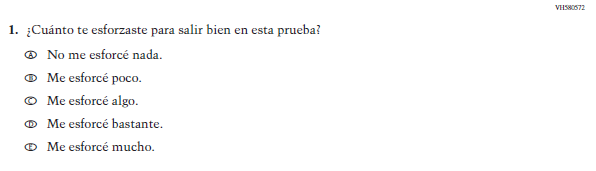 VH580572
1. ¿Cuánto te esforzaste para salir bien en esta prueba?
A No me esforcé nada.
B Me esforcé poco.
C Me esforcé algo.
D Me esforcé bastante.
E Me esforcé mucho.